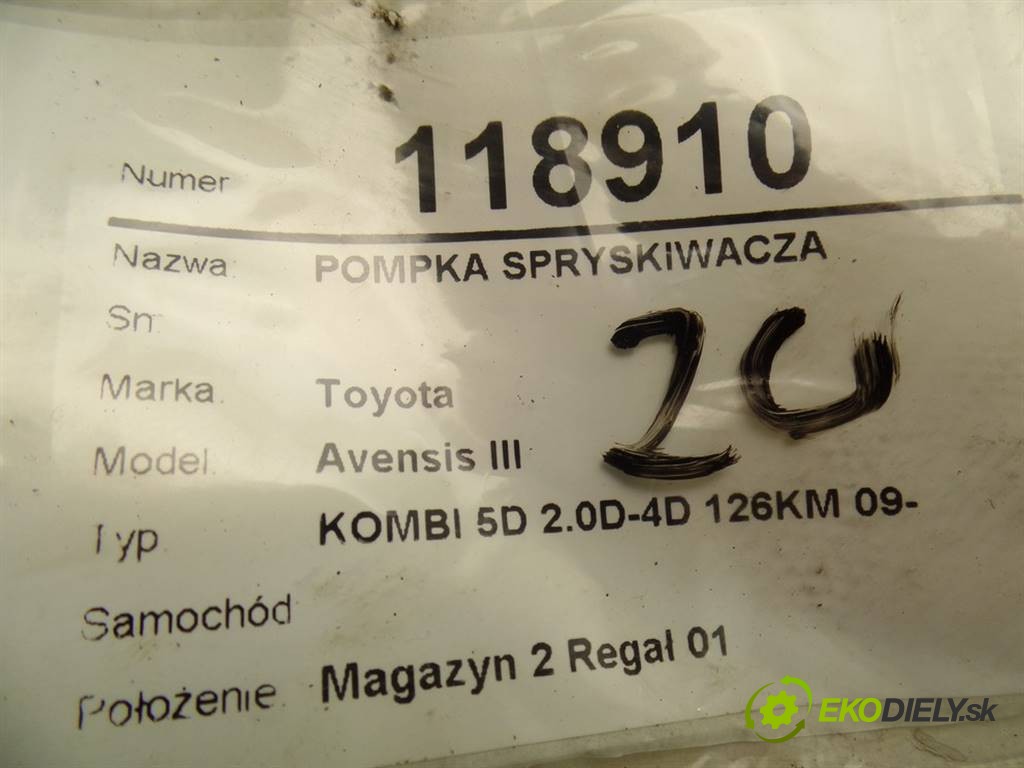 Numer 118910
Nazwa: POMPKA SPRYSKIWACZA
Sn:
Marka: Toyota
20
Model: Avensis III
Typ: KOMBI 5D 2.0D-4D 126KM 09-
Samochód
Położenie: Magazyn 2 Regał 01
EKODIELY.sk